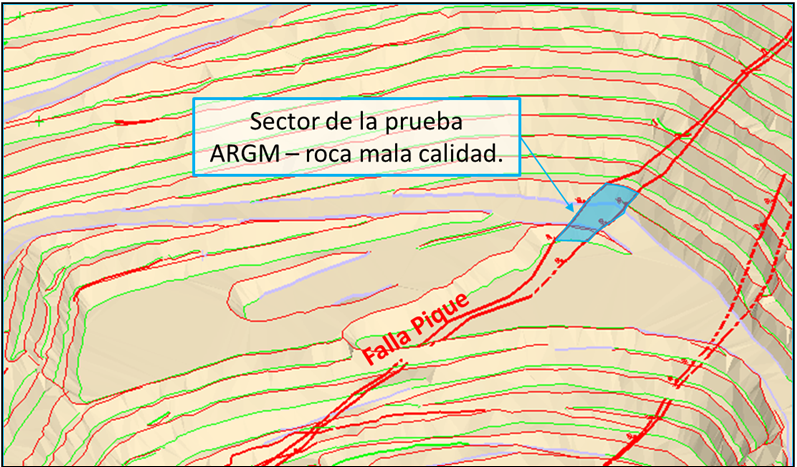 Sector de la prueba
ARGM – roca mala calidad.
Falla Pique